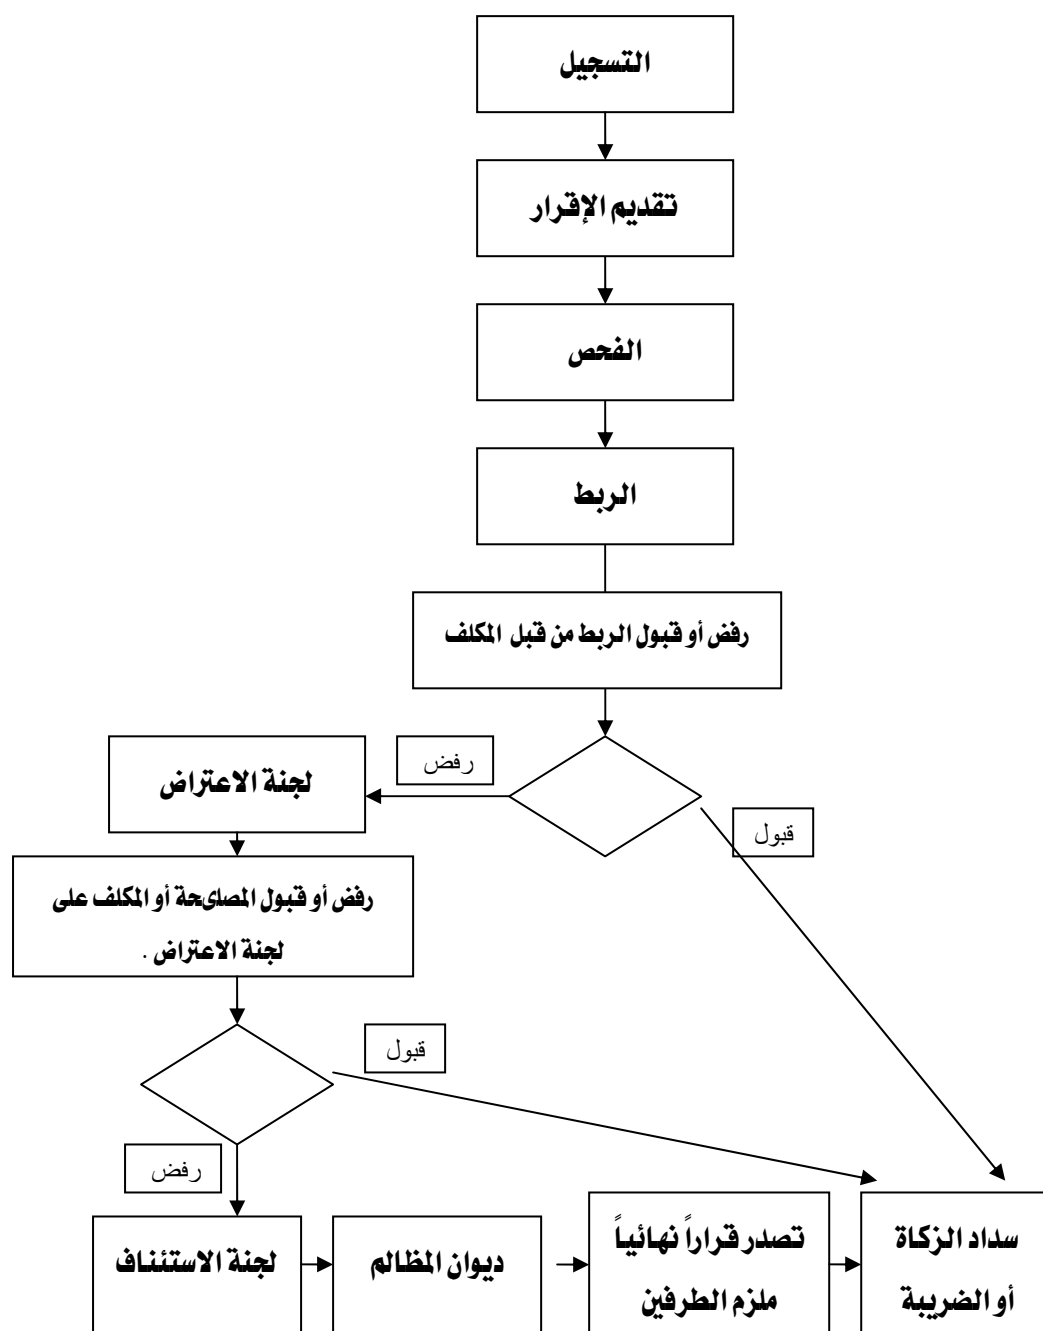 التسجيل
تقديم الإقرار
الفحص
الربط
رفض أو قبول الربط من قبل المكلف
رفض
لجنة الاعتراض
قبول
رفض أو قبول المصلحة أو المكلف على
لجنة الاعتراض .
قبول
رفض
لجنة الاستئناف
ديوان المظالم
تصدر قراراً نهائياً
ملزم الطرفين
سداد الزكاة
أو الضريبة